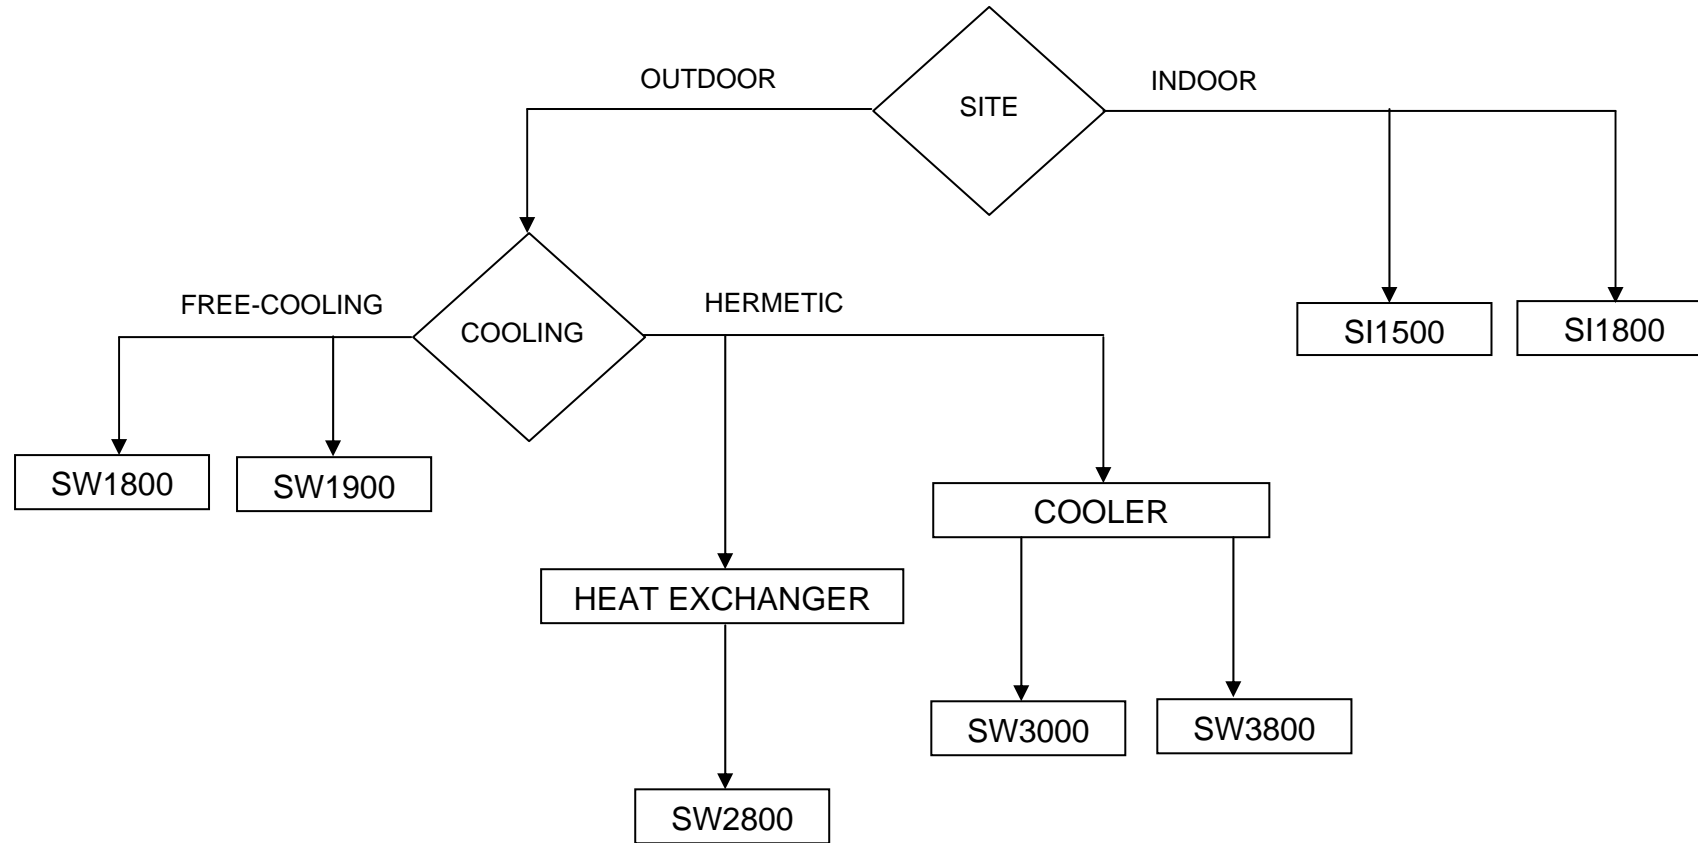 OUTDOOR
INDOOR
SITE
FREE-COOLING
HERMETIC
COOLING
SI1500
SI1800
SW1800
SW1900
COOLER
HEAT EXCHANGER
SW3000
SW3800
SW2800